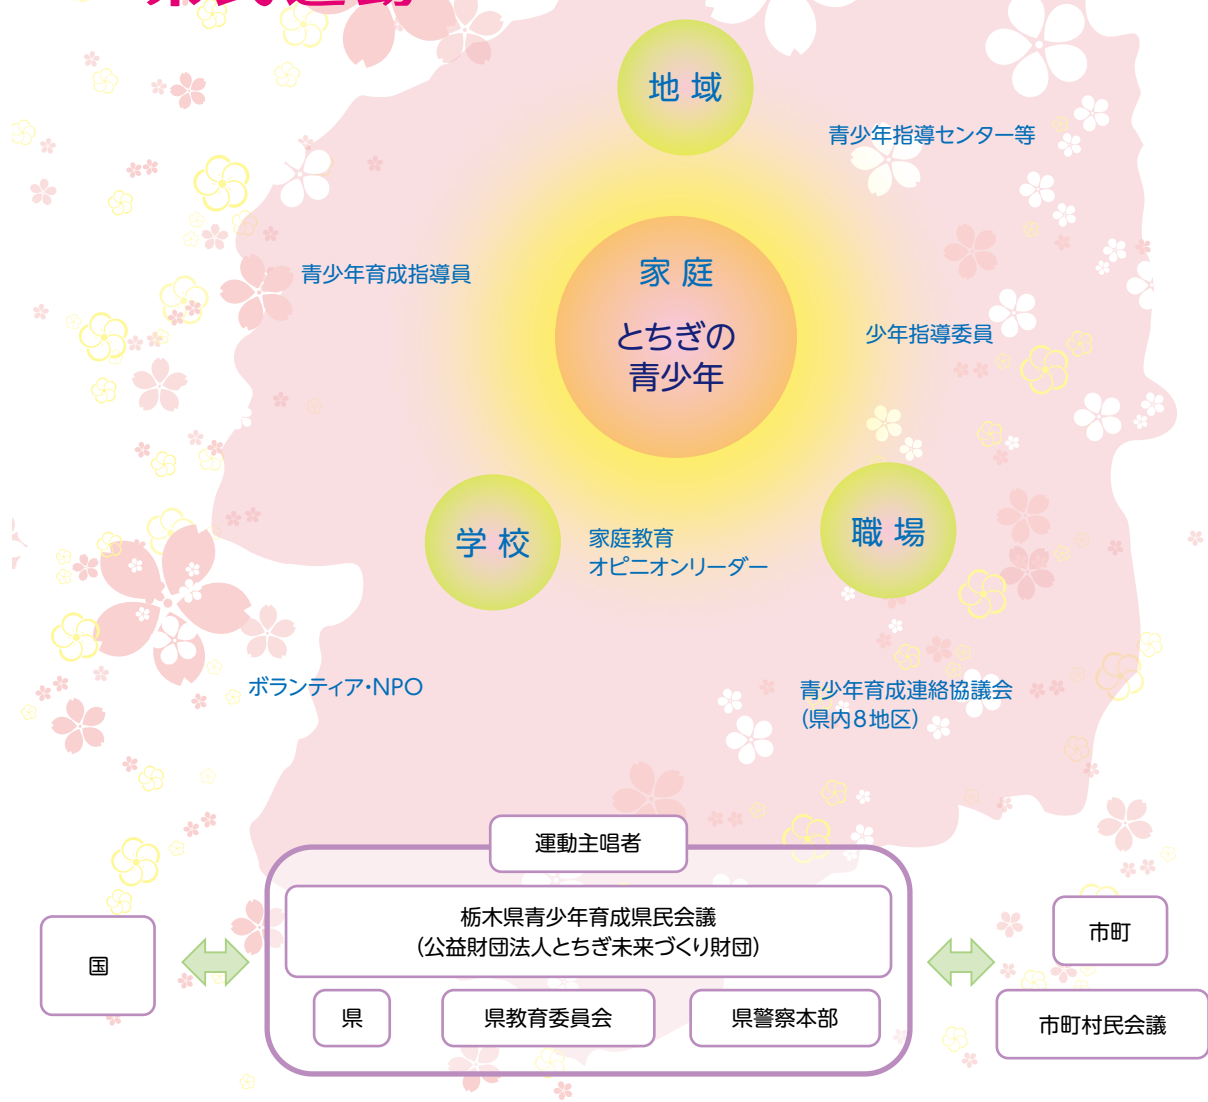 県民運動
地域
青少年指導センター等
青少年育成指導員
家庭
とちぎの
青少年
少年指導委員
学校
家庭教育
オピニオンリーダー
職場
ボランティア・NPO
青少年育成連絡協議会
（県内8地区）
運動主唱者
栃木県青少年育成県民会議
（公益財団法人とちぎ未来づくり財団）
国
市町
県
県教育委員会
県警察本部
市町村民会議